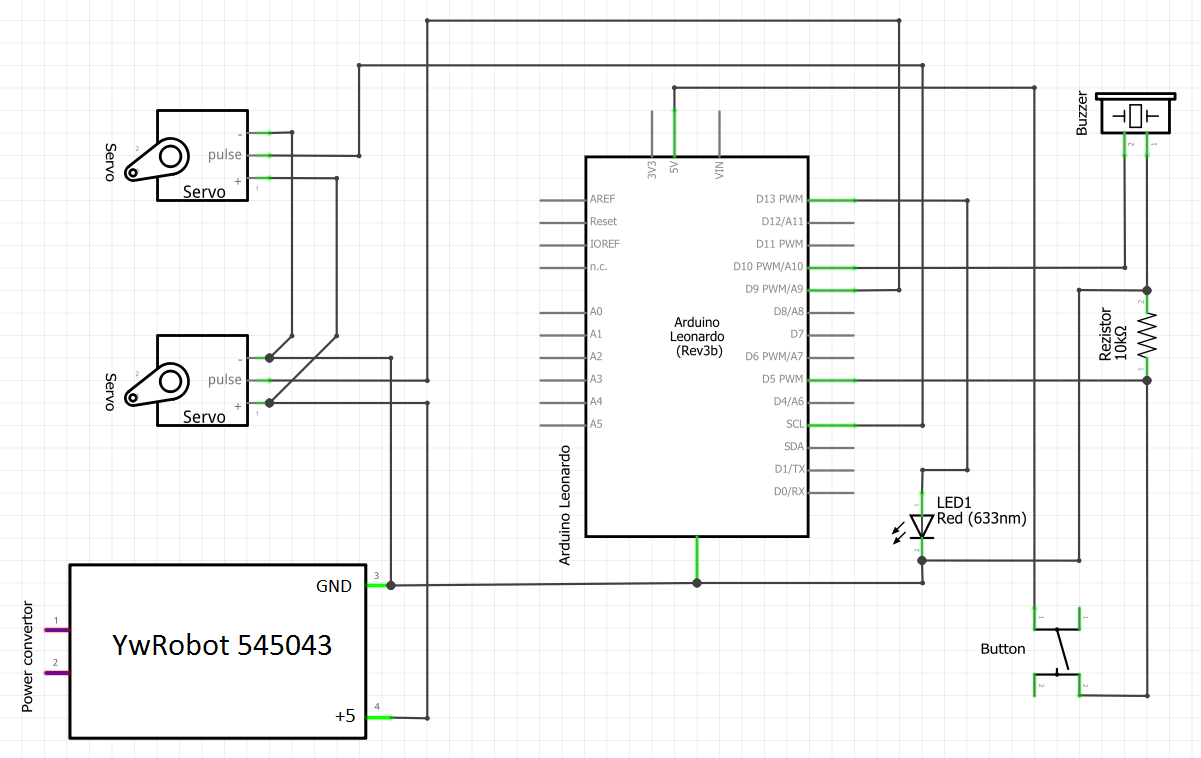 Servo
2
-
pulse
+
1
Servo
Servo
2
-
pulse
+
1
Servo
Power convertor
1
2
GND
3
YwRobot 545043
+5
4
Arduino Leonardo
3V3
5V
VIN
AREF
Reset
IOREF
n.c.
A0
A1
A2
A3
A4
A5
Arduino
Leonardo
(Rev3b)
D13 PWM
D12/A11
D11 PWM
D10 PWM/A10
D9 PWM/A9
D8/A8
D7
D6 PWM/A7
D5 PWM
D4/A6
SCL
SDA
D1/TX
D0/RX
Buzzer
2
1
Rezistor
10kΩ
2
1
1
LED1
Red (633nm)
2
Button
1
1
2
2